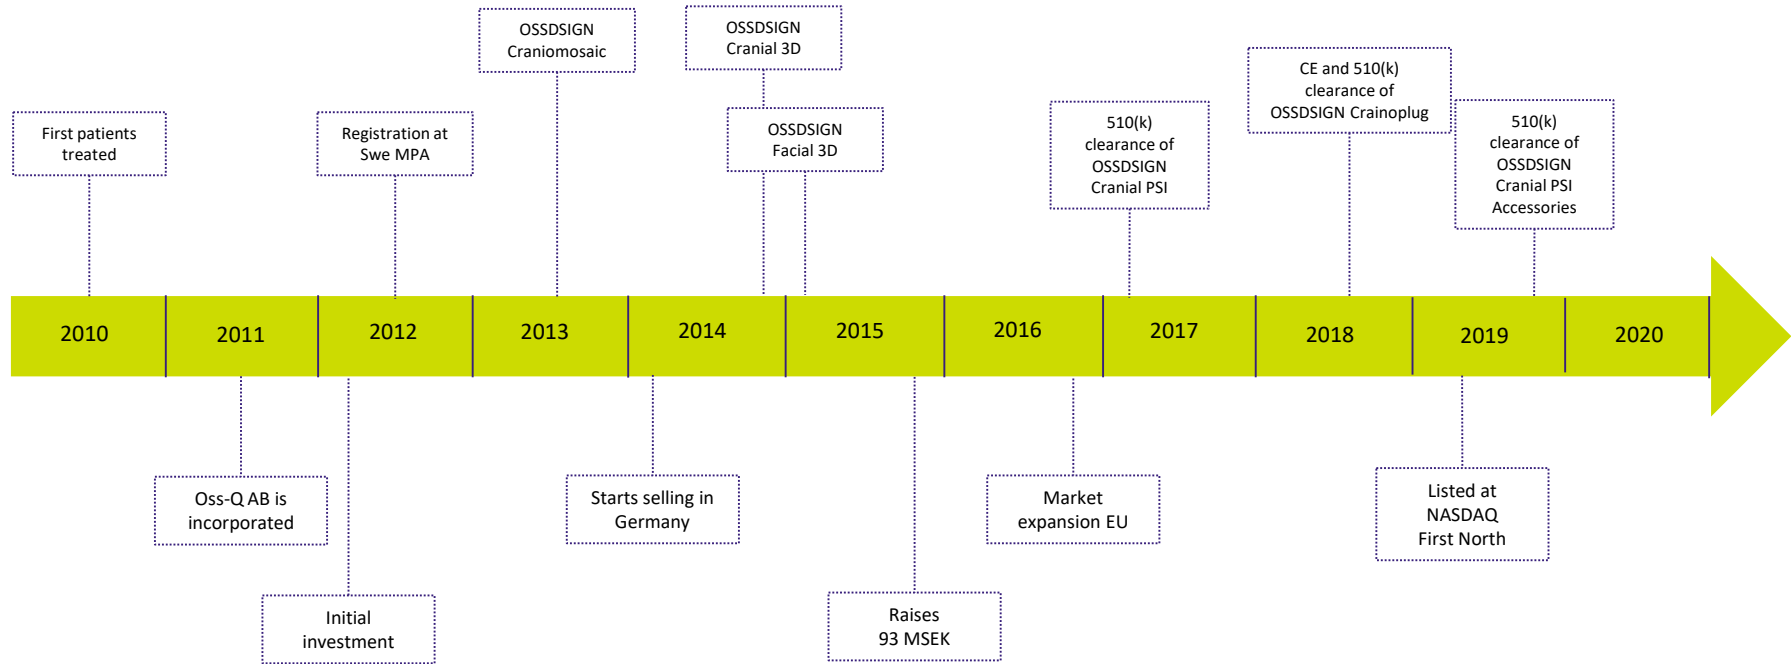 First patients
treated
Registration at
Swe MPA
OSSDSIGN
Craniomosaic
OSSDSIGN
Cranial 3D
OSSDSIGN
Facial 3D
510(k)
clearance of
OSSDSIGN
Cranial PSI
CE and 510(k)
clearance of
OSSDSIGN Crainoplug
510(k)
clearance of
OSSDSIGN
Cranial PSI
Accessories
2010
2011
2012
2013
2014
2015
2016
2017
2018
2019
2020
Oss-Q AB is
incorporated
Initial
investment
Starts selling in
Germany
Raises
93 MSEK
Market
expansion EU
Listed at
NASDAQ
First North